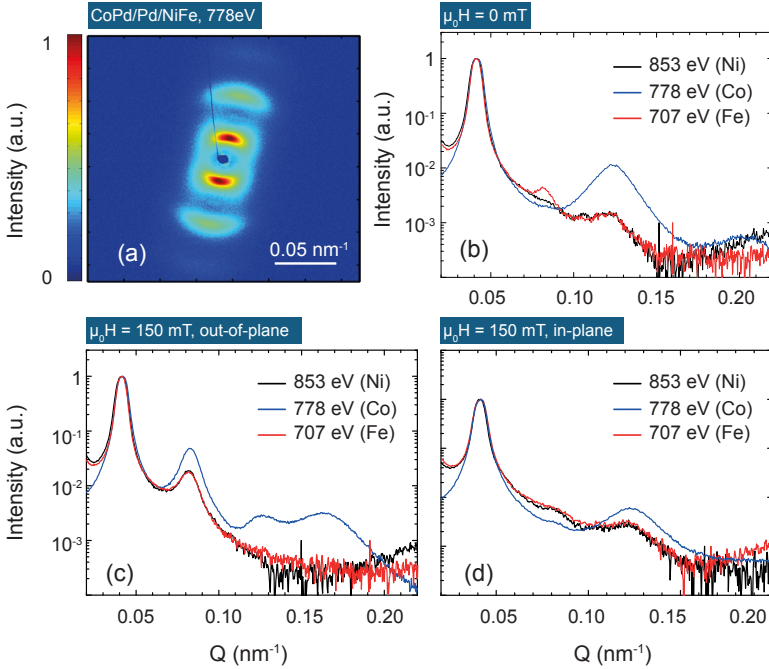 CoPd/Pd/NiFe, 778eV
1
Intensity (a.u.)
0
(a)
0.05 nm⁻¹
μ₀H = 0 mT
Intensity (a.u.)
1
10⁻¹
10⁻²
10⁻³
853 eV (Ni)
778 eV (Co)
707 eV (Fe)
(b)
0.05 0.10 0.15 0.20
μ₀H = 150 mT, out-of-plane
Intensity (a.u.)
1
10⁻¹
10⁻²
10⁻³
853 eV (Ni)
778 eV (Co)
707 eV (Fe)
(c)
0.05 0.10 0.15 0.20
Q (nm⁻¹)
μ₀H = 150 mT, in-plane
853 eV (Ni)
778 eV (Co)
707 eV (Fe)
(d)
0.05 0.10 0.15 0.20
Q (nm⁻¹)